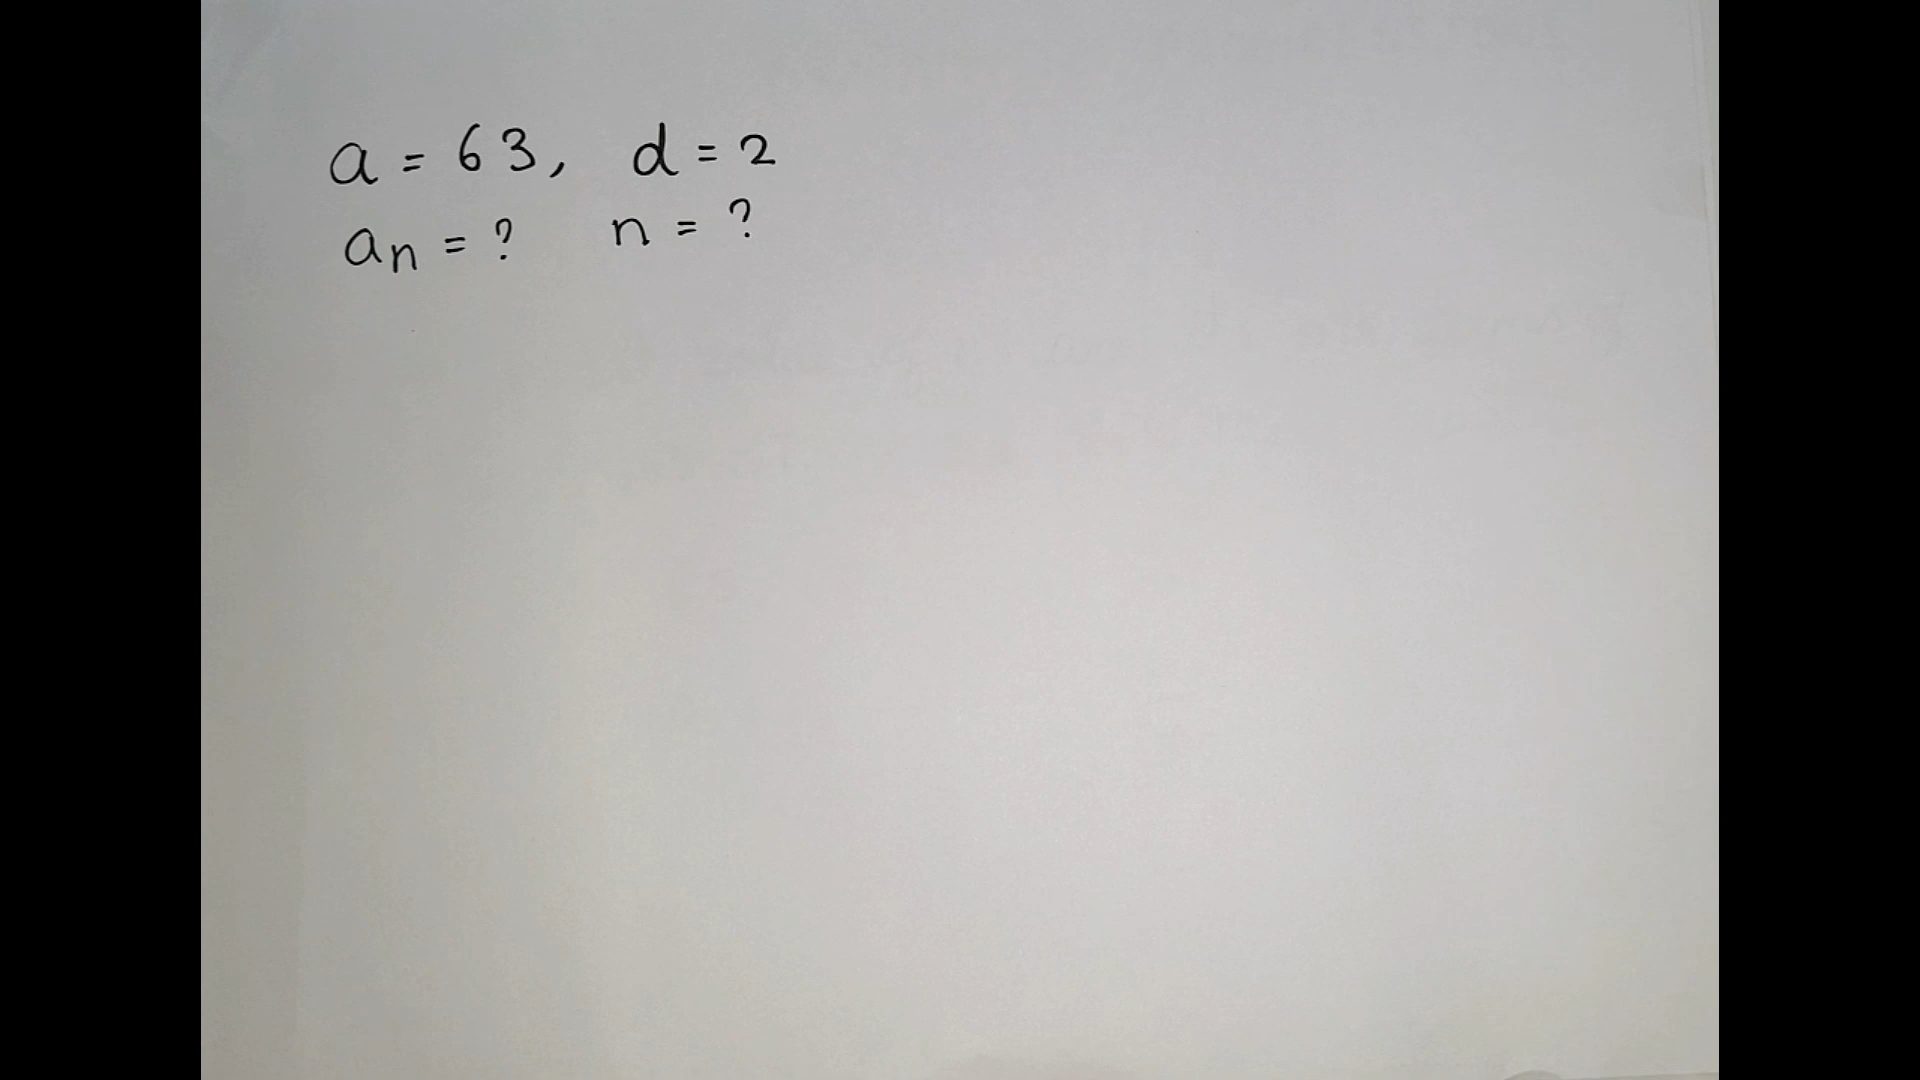 a = 63, d = 2
aₙ = ? n = ?